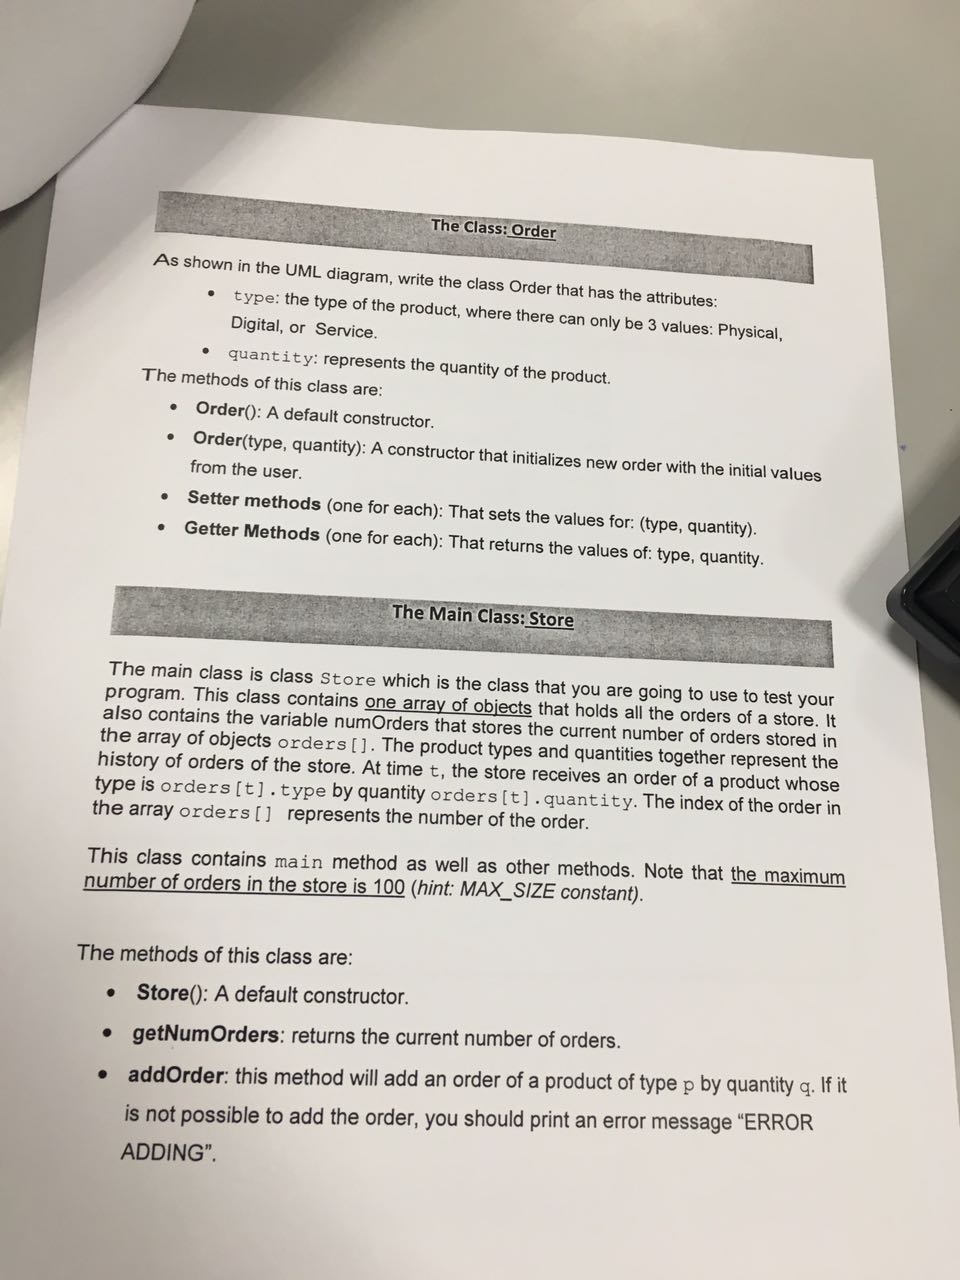 The Class: Order
As shown in the UML diagram, write the class Order that has the attributes:
• type: the type of the product, where there can only be 3 values: Physical,
Digital, or Service.
• quantity: represents the quantity of the product.
The methods of this class are:
• Order(): A default constructor.
• Order(type, quantity): A constructor that initializes new order with the initial values
from the user.
• Setter methods (one for each): That sets the values for: (type, quantity).
• Getter Methods (one for each): That returns the values of: type, quantity.
The Main Class: Store
The main class is class Store which is the class that you are going to use to test your
program. This class contains one array of objects that holds all the orders of a store. It
also contains the variable numOrders that stores the current number of orders stored in
the array of objects orders[]. The product types and quantities together represent the
history of orders of the store. At time t, the store receives an order of a product whose
type is orders[t].type by quantity orders[t].quantity. The index of the order in
the array orders[] represents the number of the order.
This class contains main method as well as other methods. Note that the maximum
number of orders in the store is 100 (hint: MAX_SIZE constant).
The methods of this class are:
• Store(): A default constructor.
• getNumOrders: returns the current number of orders.
• addOrder: this method will add an order of a product of type p by quantity q. If it
is not possible to add the order, you should print an error message “ERROR
ADDING”.